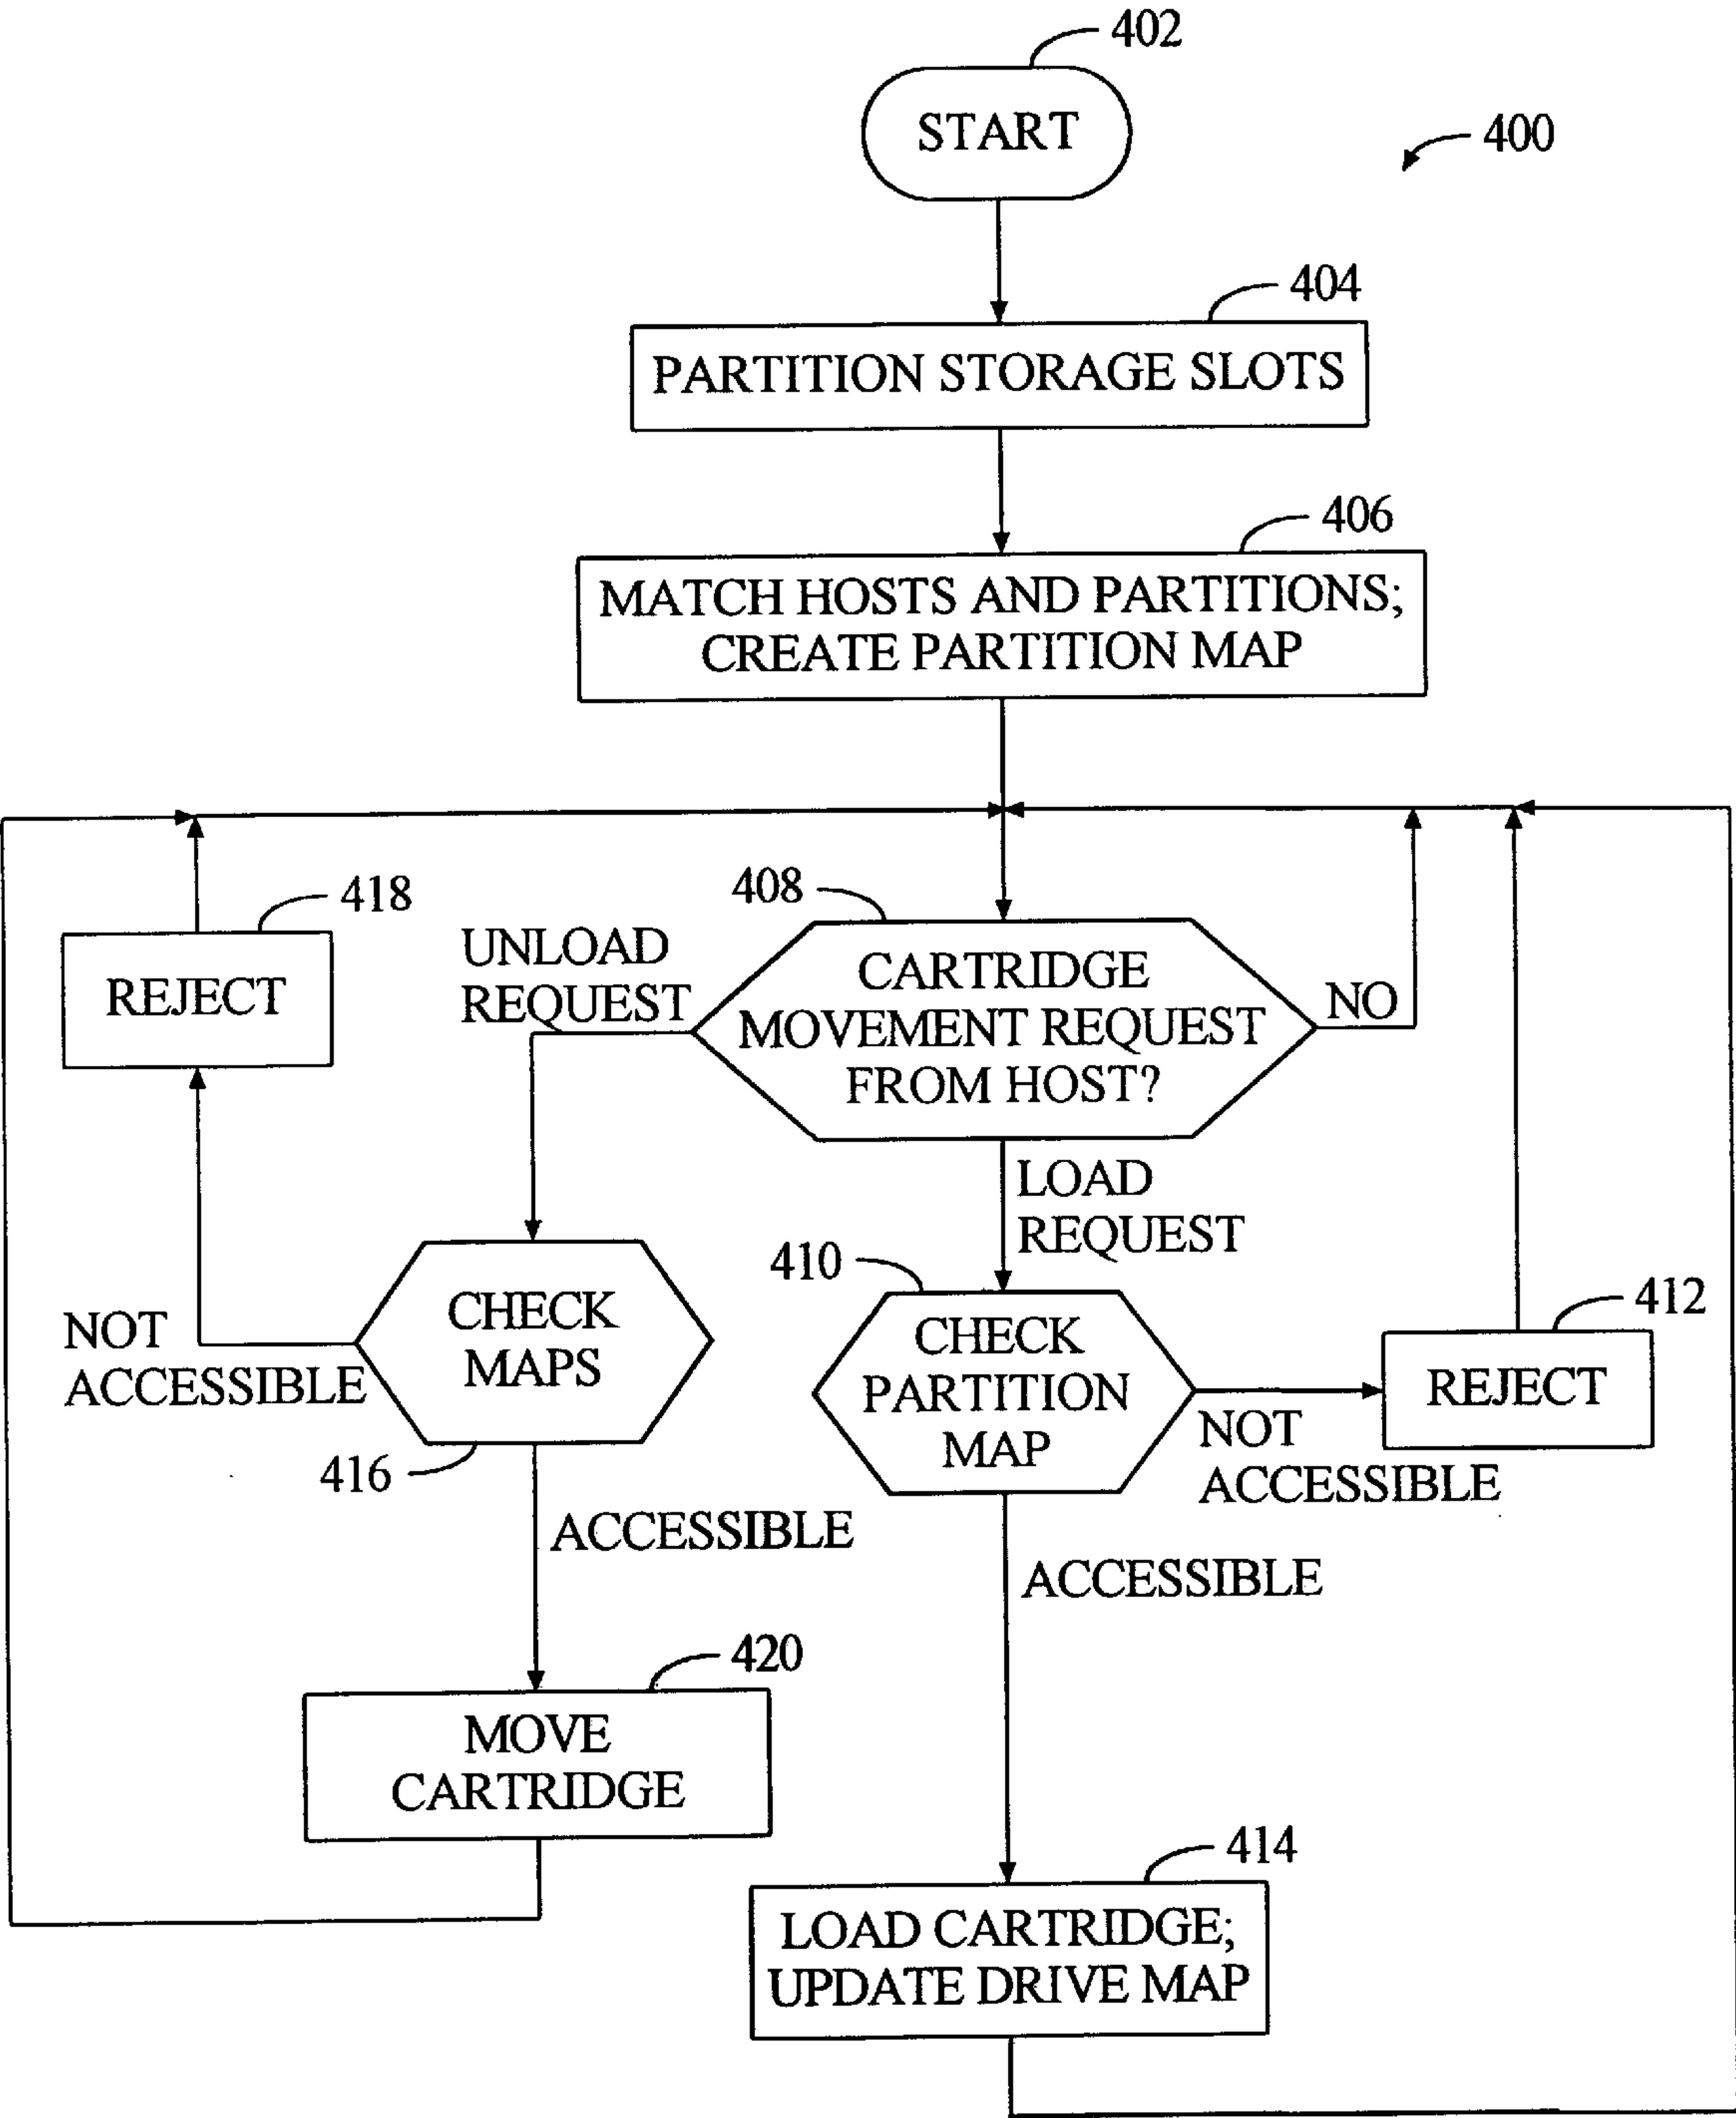 402
START
400
404
PARTITION STORAGE SLOTS
406
MATCH HOSTS AND PARTITIONS;
CREATE PARTITION MAP
408
418
UNLOAD
REQUEST
CARTRIDGE
MOVEMENT REQUEST
FROM HOST?
NO
REJECT
LOAD
REQUEST
410
412
NOT
ACCESSIBLE
CHECK
MAPS
CHECK
PARTITION
MAP
REJECT
NOT
ACCESSIBLE
416
ACCESSIBLE
ACCESSIBLE
420
MOVE
CARTRIDGE
414
LOAD CARTRIDGE;
UPDATE DRIVE MAP